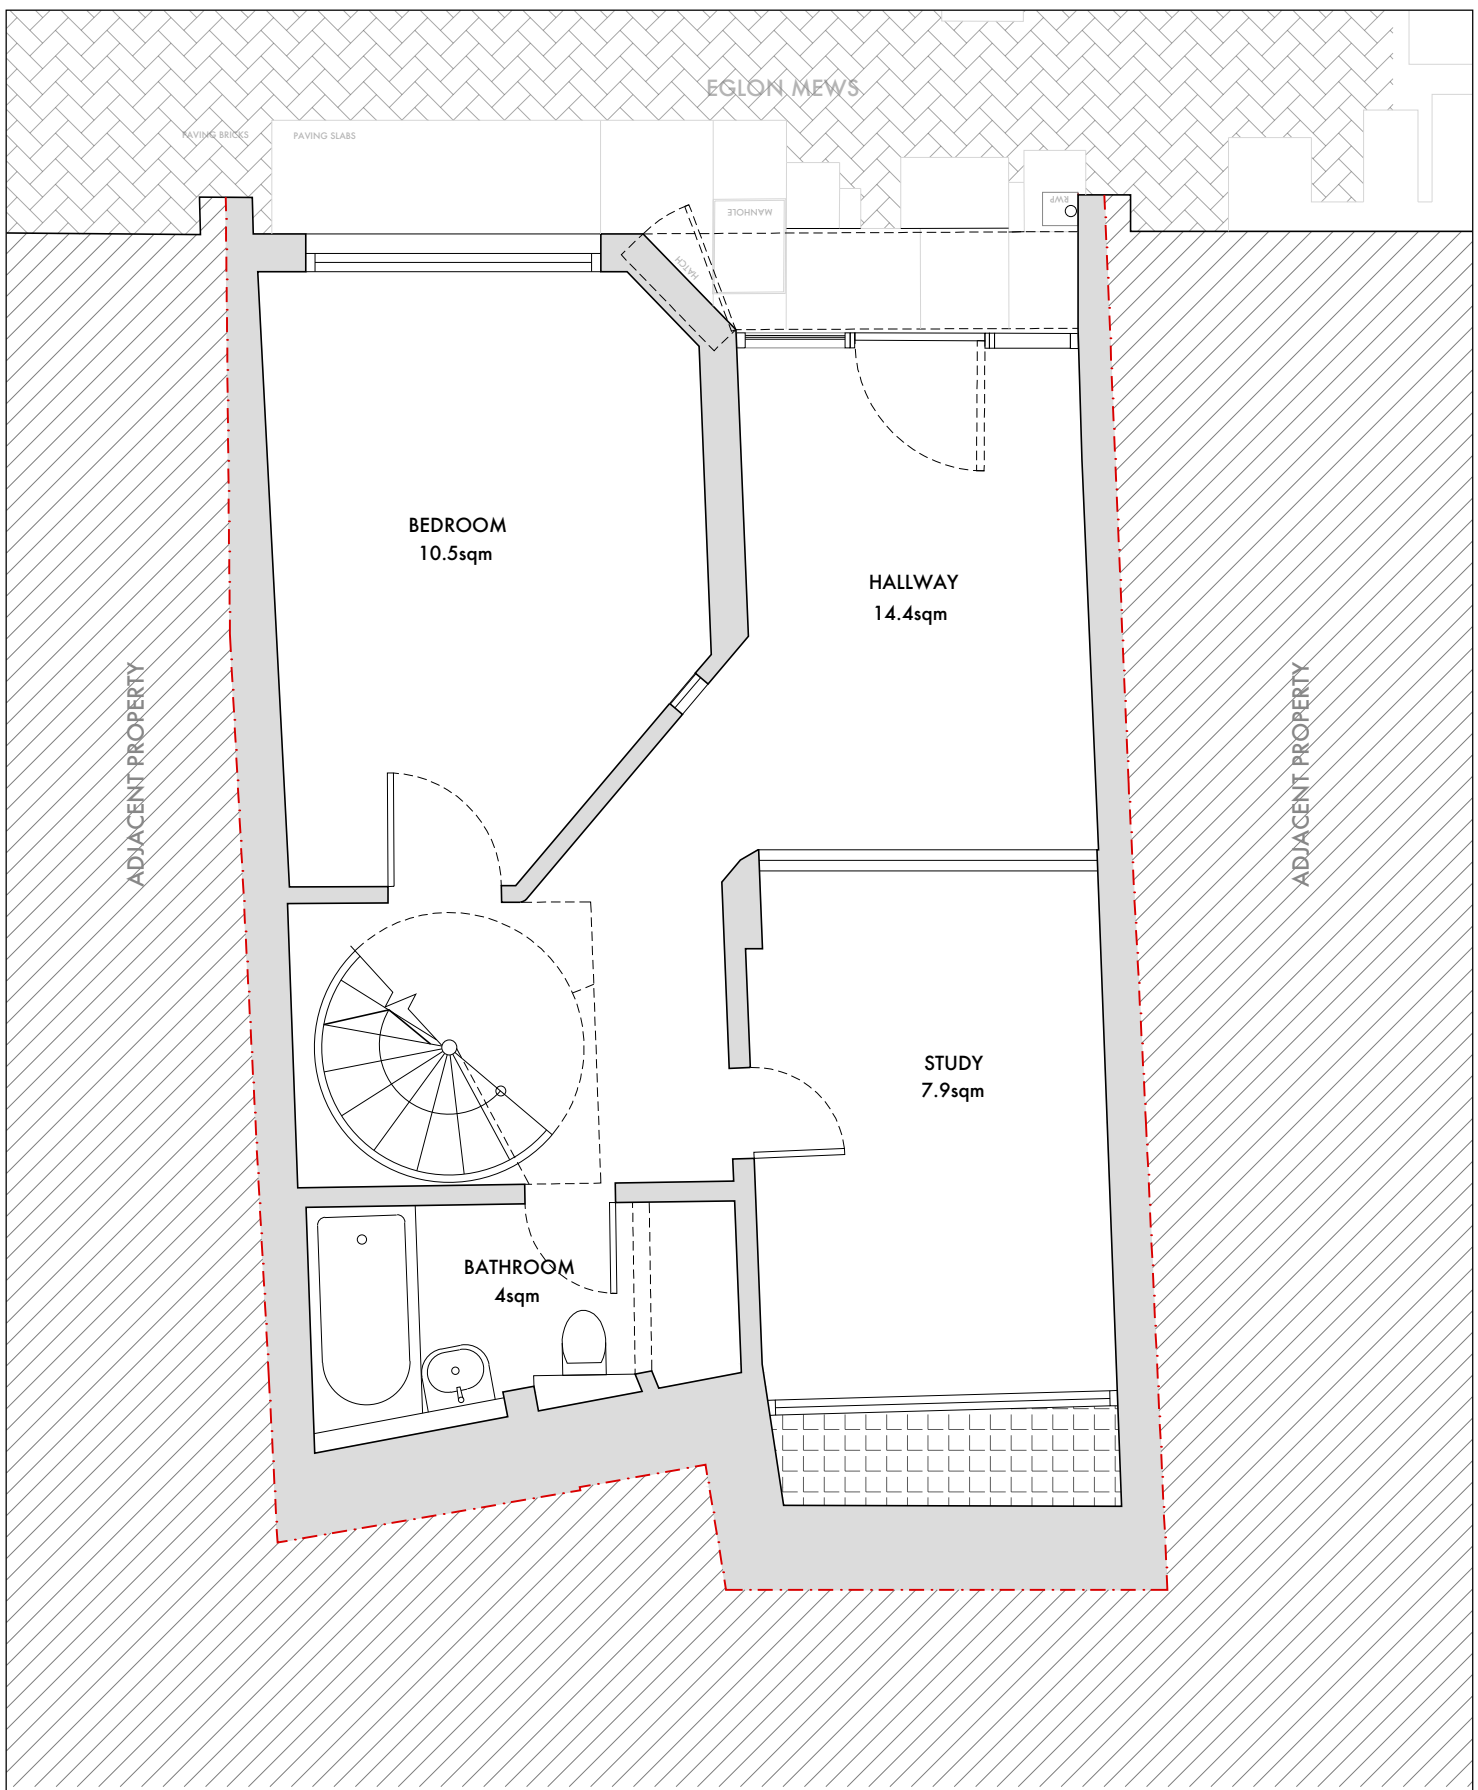 EGLON MEWS
PAVING BRICKS
PAVING SLABS
RWP
MANHOLE
HATCH
BEDROOM
10.5sqm
HALLWAY
14.4sqm
ADJACENT PROPERTY
ADJACENT PROPERTY
STUDY
7.9sqm
BATHROOM
4sqm